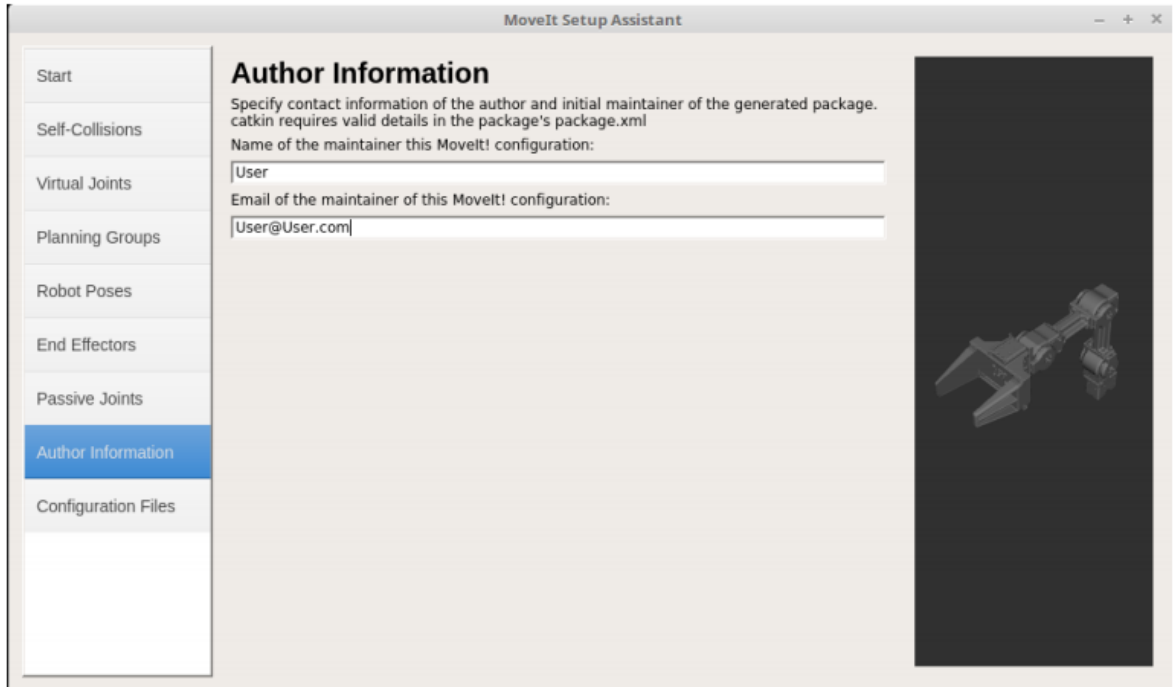 MoveIt Setup Assistant
Start
Self-Collisions
Virtual Joints
Planning Groups
Robot Poses
End Effectors
Passive Joints
Author Information
Configuration Files
Author Information
Specify contact information of the author and initial maintainer of the generated package.
catkin requires valid details in the package's package.xml
Name of the maintainer this MoveIt! configuration:
User
Email of the maintainer of this MoveIt! configuration:
User@User.com